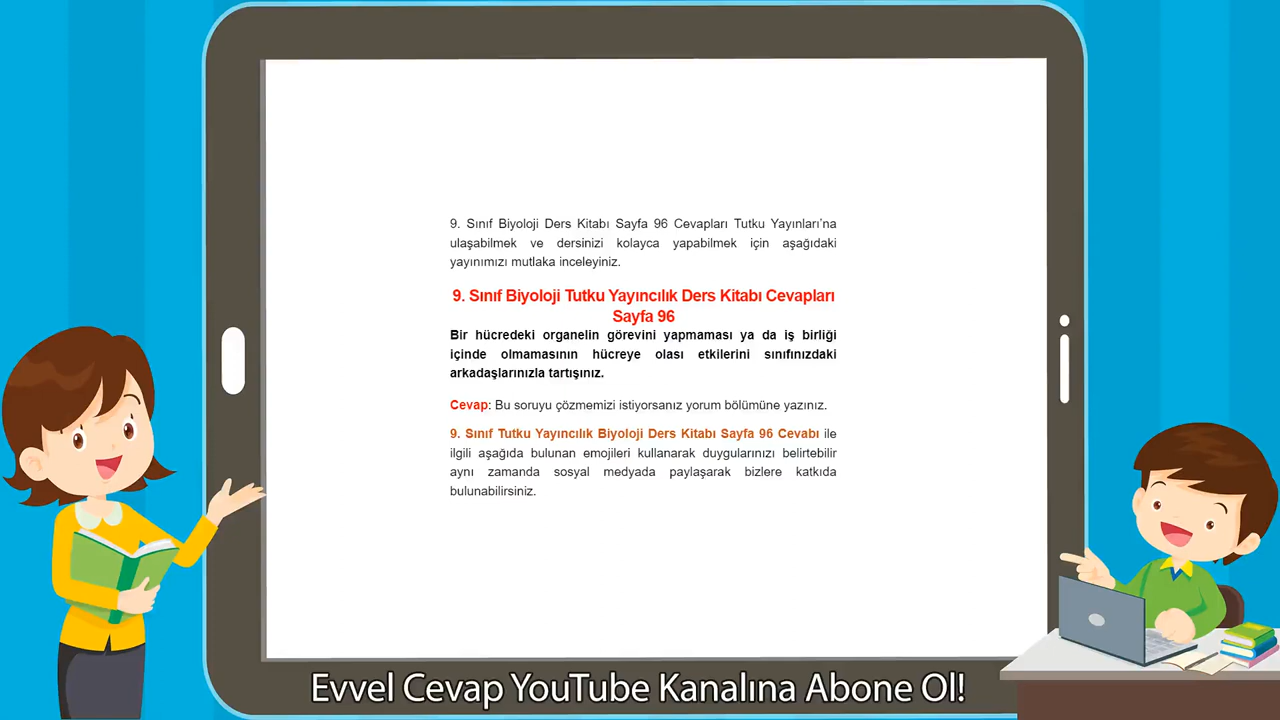 9. Sınıf Biyoloji Ders Kitabı Sayfa 96 Cevapları Tutku Yayınları'na
ulaşabilmek ve dersinizi kolayca yapabilmek için aşağıdaki
yayınımızı mutlaka inceleyiniz.
9. Sınıf Biyoloji Tutku Yayıncılık Ders Kitabı Cevapları
Sayfa 96
Bir hücredeki organelin görevini yapmaması ya da iş birliği
içinde olmamasının hücreye olası etkilerini sınıfınızdaki
arkadaşlarınızla tartışınız.
Cevap: Bu soruyu çözmemizi istiyorsanız yorum bölümüne yazınız.
9. Sınıf Tutku Yayıncılık Biyoloji Ders Kitabı Sayfa 96 Cevabı ile
ilgili aşağıda bulunan emojileri kullanarak duygularınızı belirtebilir
aynı zamanda sosyal medyada paylaşarak bizlere katkıda
bulunabilirsiniz.
Evvel Cevap YouTube Kanalına Abone Ol!